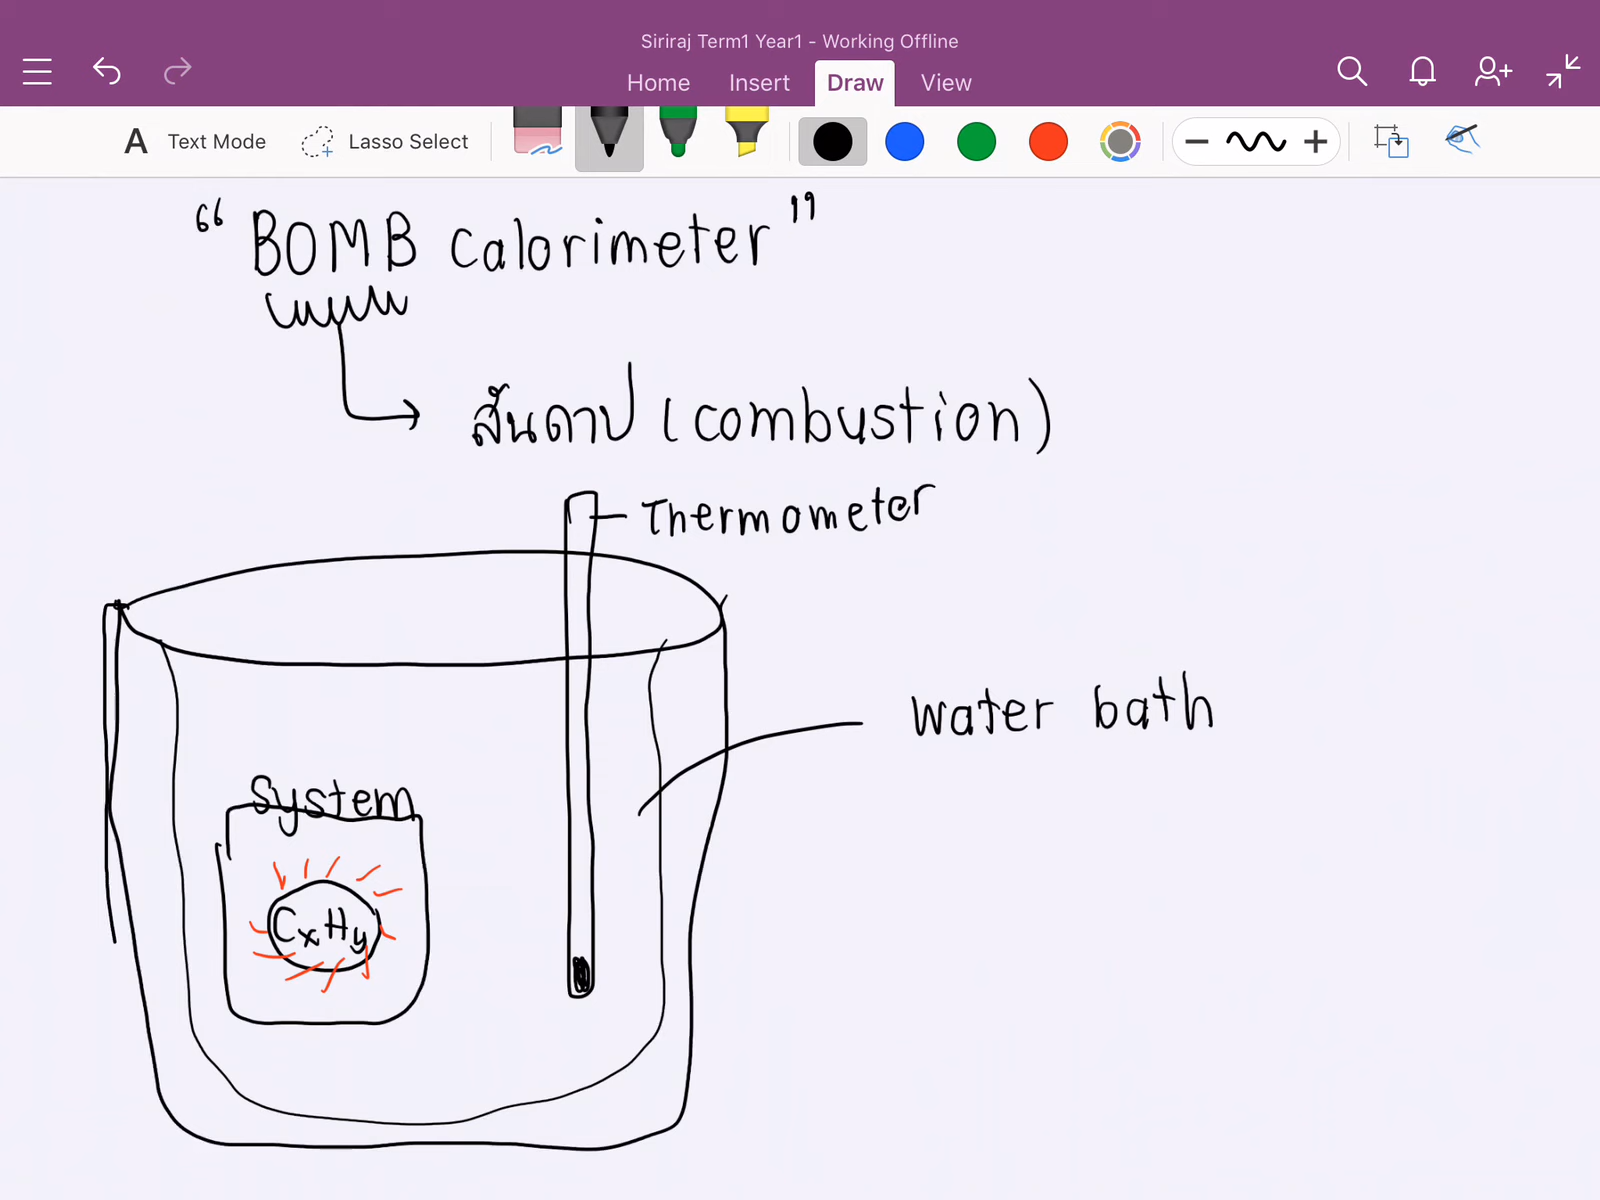 Siriraj Term1 Year1 - Working Offline
Home Insert Draw View
A Text Mode Lasso Select
"BOMB calorimeter"
สันดาป (combustion)
Thermometer
water bath
system
CxHy